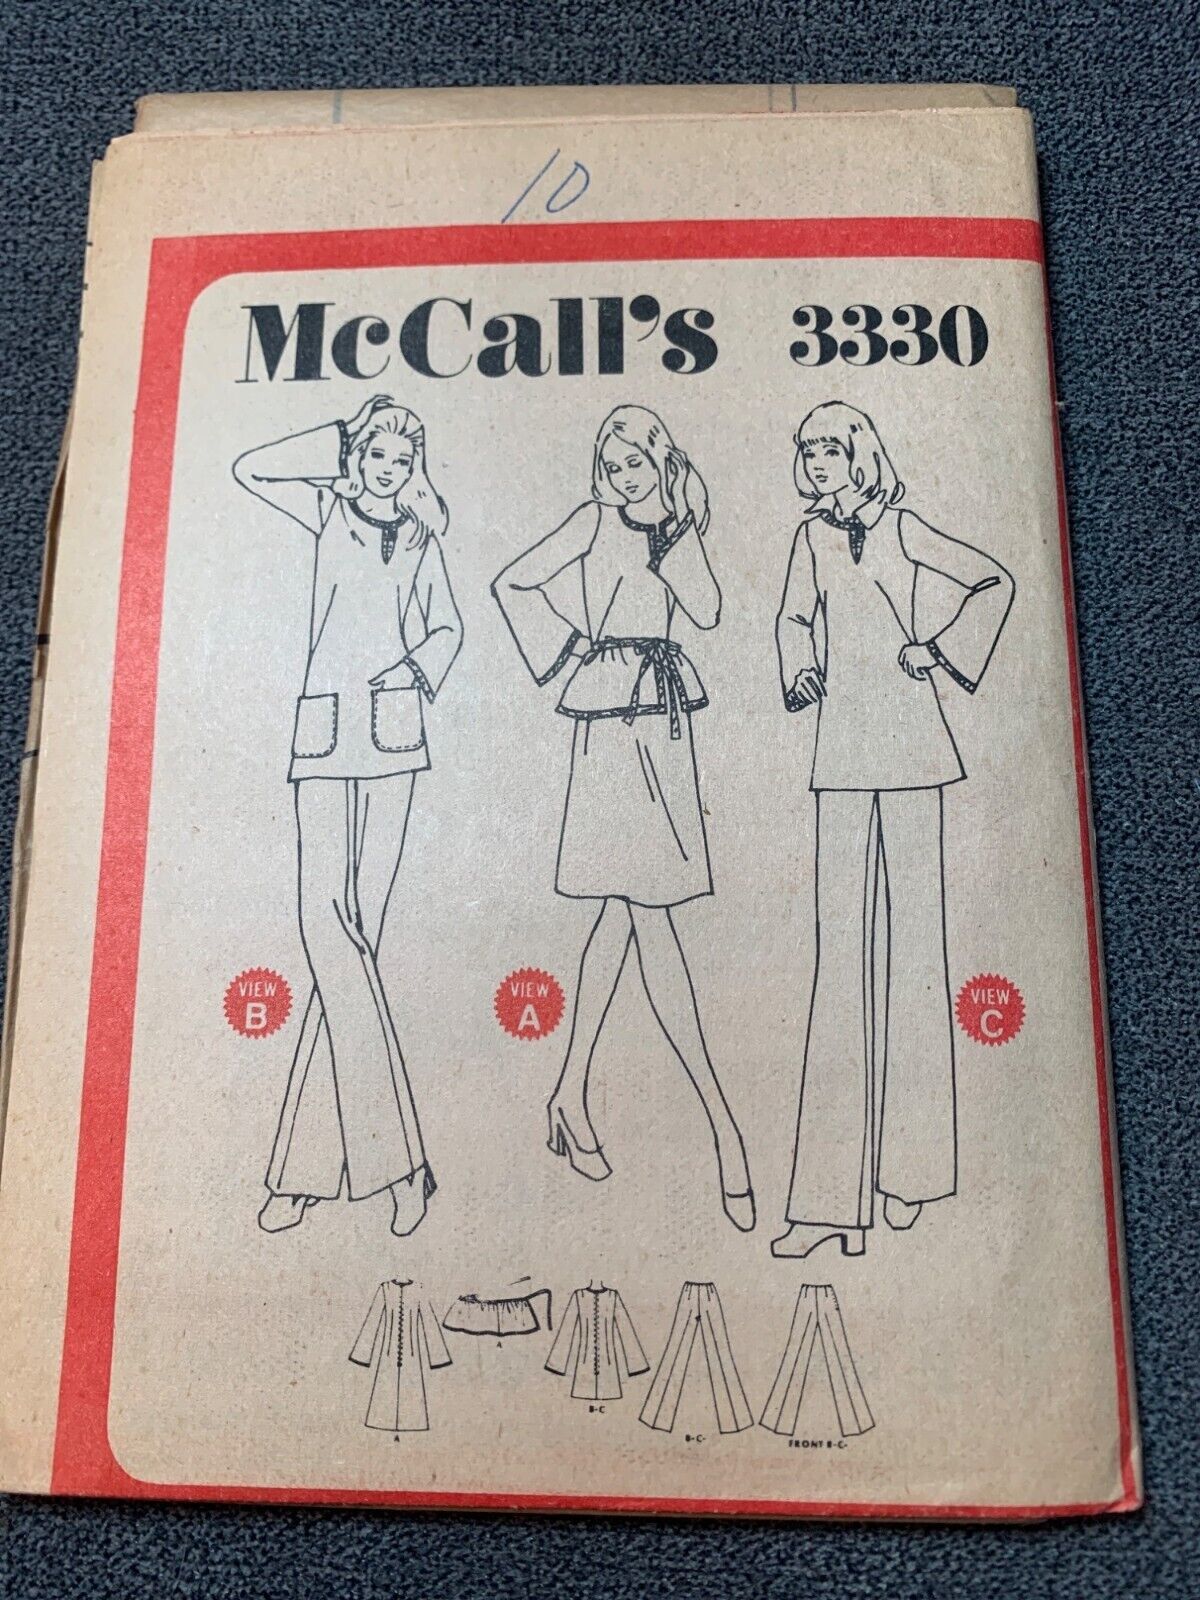 10
McCall's 3330
VIEW B
VIEW A
VIEW C
A
A
B-C
B-C-
FRONT B-C-